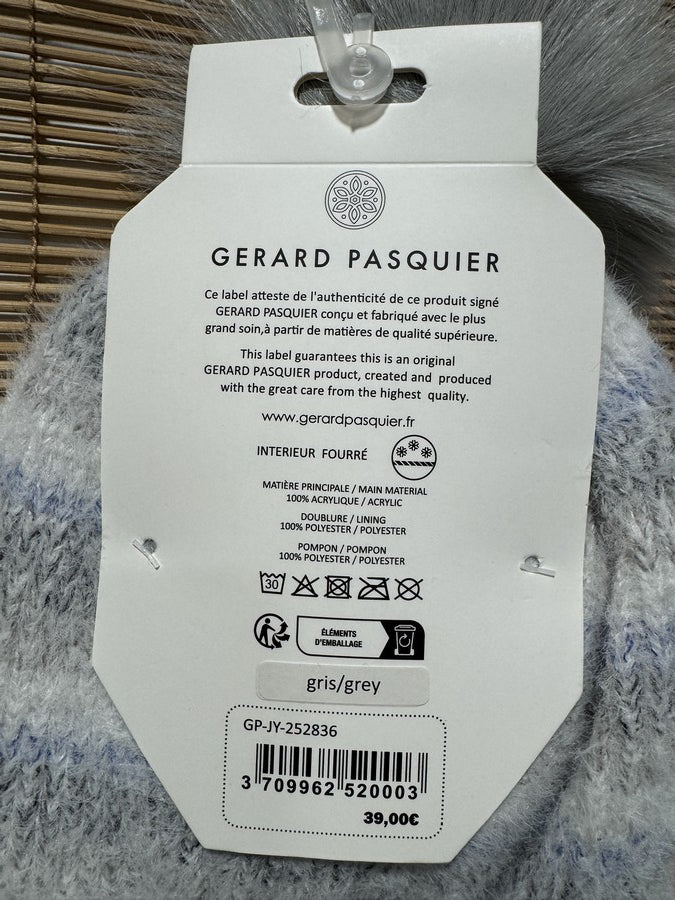 GERARD PASQUIER
Ce label atteste de l'authenticité de ce produit signé
GERARD PASQUIER conçu et fabriqué avec le plus
grand soin,à partir de matières de qualité supérieure.
This label guarantees this is an original
GERARD PASQUIER product, created and produced
with the great care from the highest quality.
www.gerardpasquier.fr
INTERIEUR FOURRÉ
MATIÈRE PRINCIPALE / MAIN MATERIAL
100% ACRYLIQUE / ACRYLIC
DOUBLURE / LINING
100% POLYESTER / POLYESTER
POMPON / POMPON
100% POLYESTER / POLYESTER
30
ÉLÉMENTS
D'EMBALLAGE
gris/grey
GP-JY-252836
3 709962 520003
39,00€